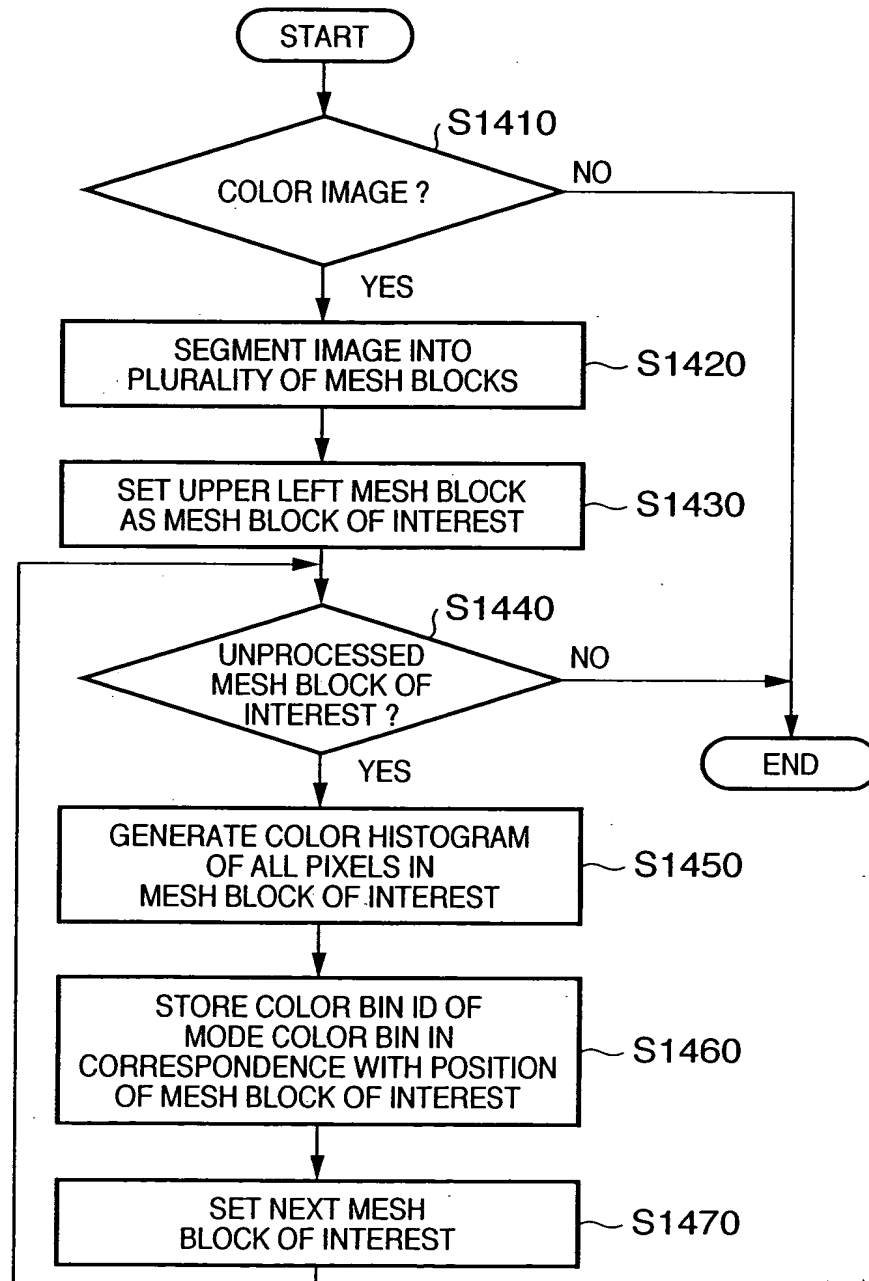 START
S1410
COLOR IMAGE ?
NO
YES
SEGMENT IMAGE INTO
PLURALITY OF MESH BLOCKS
S1420
SET UPPER LEFT MESH BLOCK
AS MESH BLOCK OF INTEREST
S1430
S1440
UNPROCESSED
MESH BLOCK OF
INTEREST ?
NO
YES
END
GENERATE COLOR HISTOGRAM
OF ALL PIXELS IN
MESH BLOCK OF INTEREST
S1450
STORE COLOR BIN ID OF
MODE COLOR BIN IN
CORRESPONDENCE WITH POSITION
OF MESH BLOCK OF INTEREST
S1460
SET NEXT MESH
BLOCK OF INTEREST
S1470